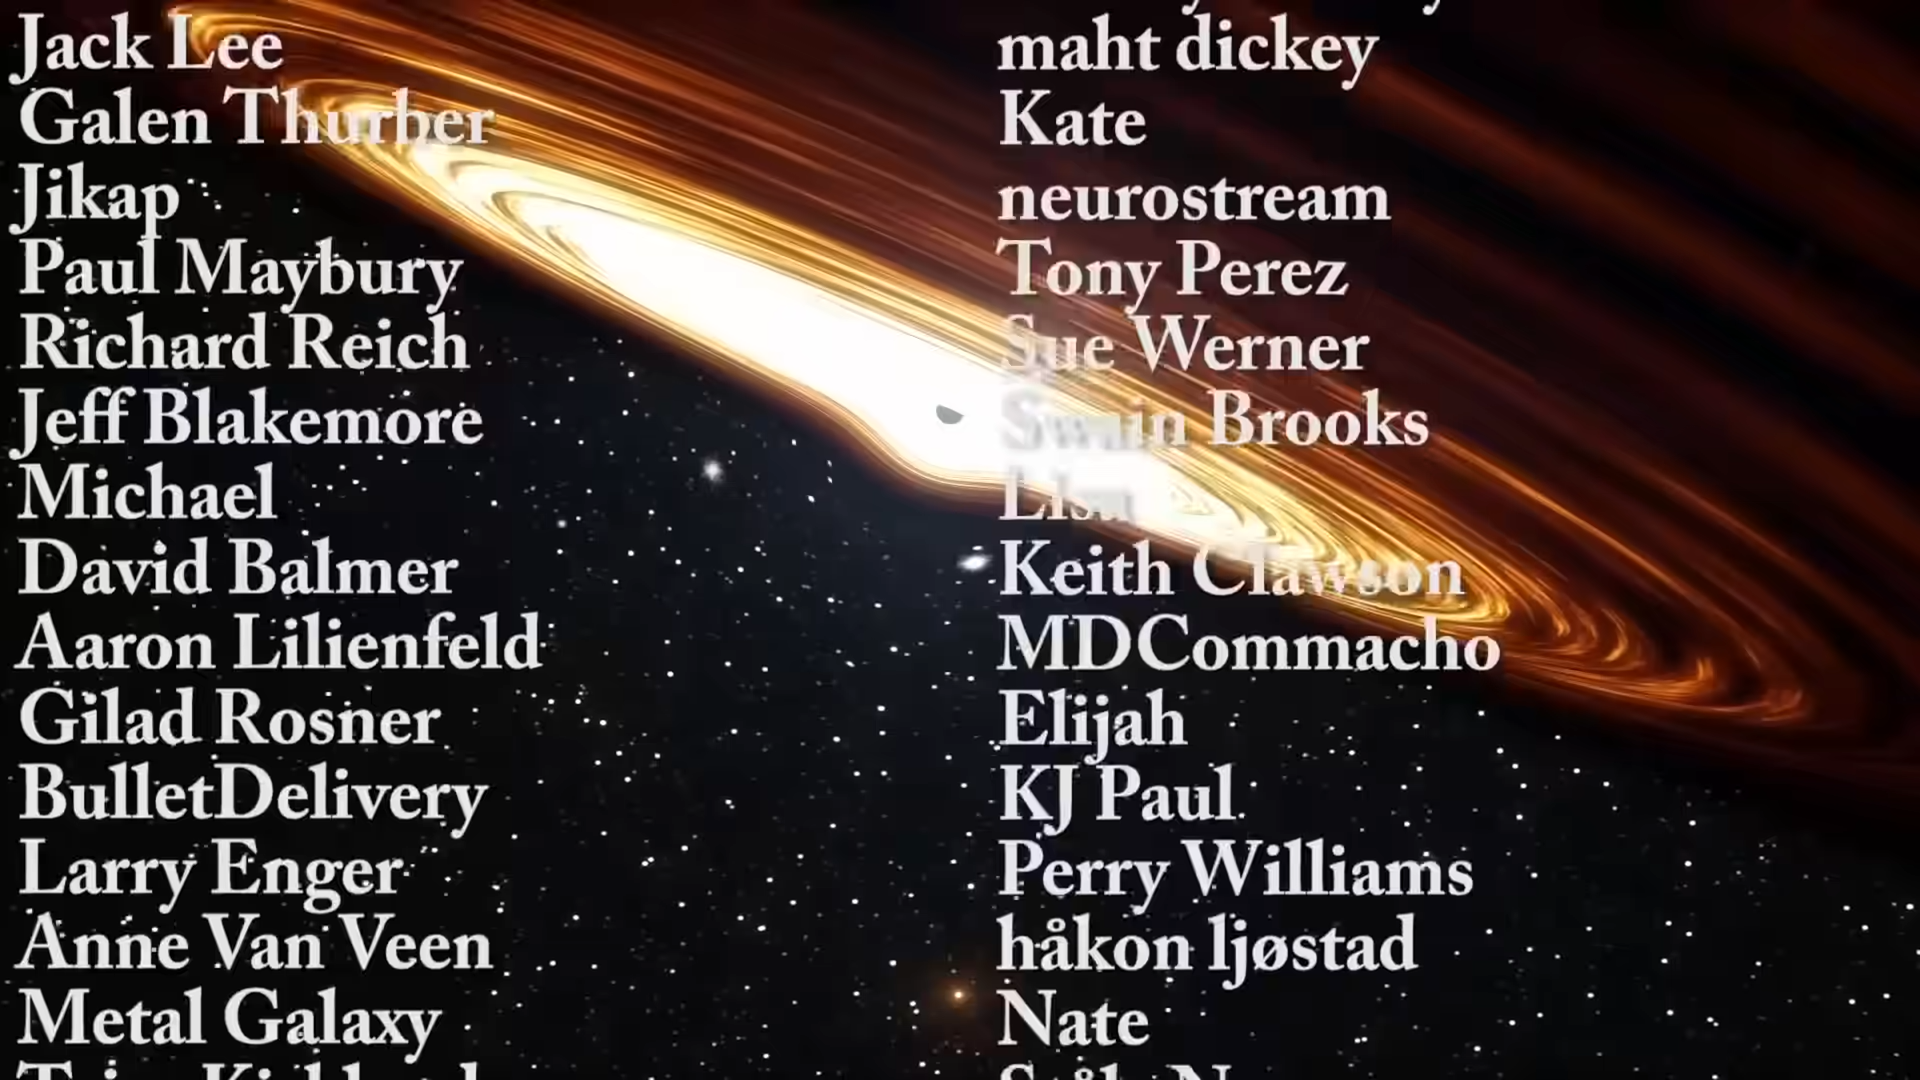 Jack Lee
Galen Thurber
Jikap
Paul Maybury
Richard Reich
Jeff Blakemore
Michael
David Balmer
Aaron Lilienfeld
Gilad Rosner
BulletDelivery
Larry Enger
Anne Van Veen
Metal Galaxy
maht dickey
Kate
neurostream
Tony Perez
Sue Werner
Swain Brooks
Lisa
Keith Clawson
MDCommacho
Elijah
KJ Paul
Perry Williams
håkon ljøstad
Nate